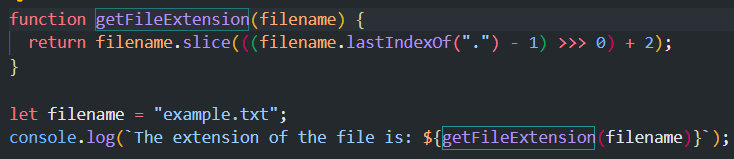 function getFileExtension(filename) {
  return filename.slice(((filename.lastIndexOf(".") - 1) >>> 0) + 2);
}

let filename = "example.txt";
console.log(`The extension of the file is: ${getFileExtension(filename)}`);